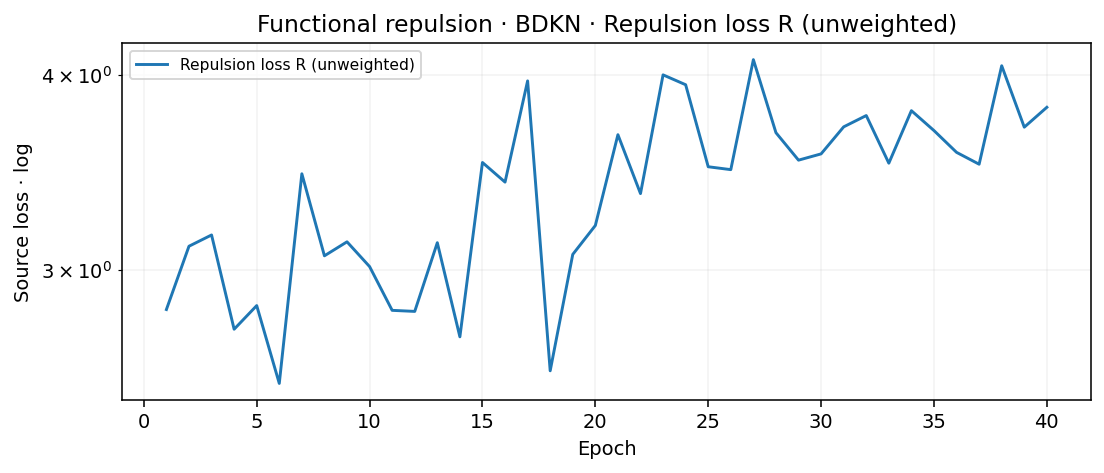 Functional repulsion · BDKN · Repulsion loss R (unweighted)
Repulsion loss R (unweighted)
4 × 10⁰
3 × 10⁰
Source loss · log
0 5 10 15 20 25 30 35 40
Epoch